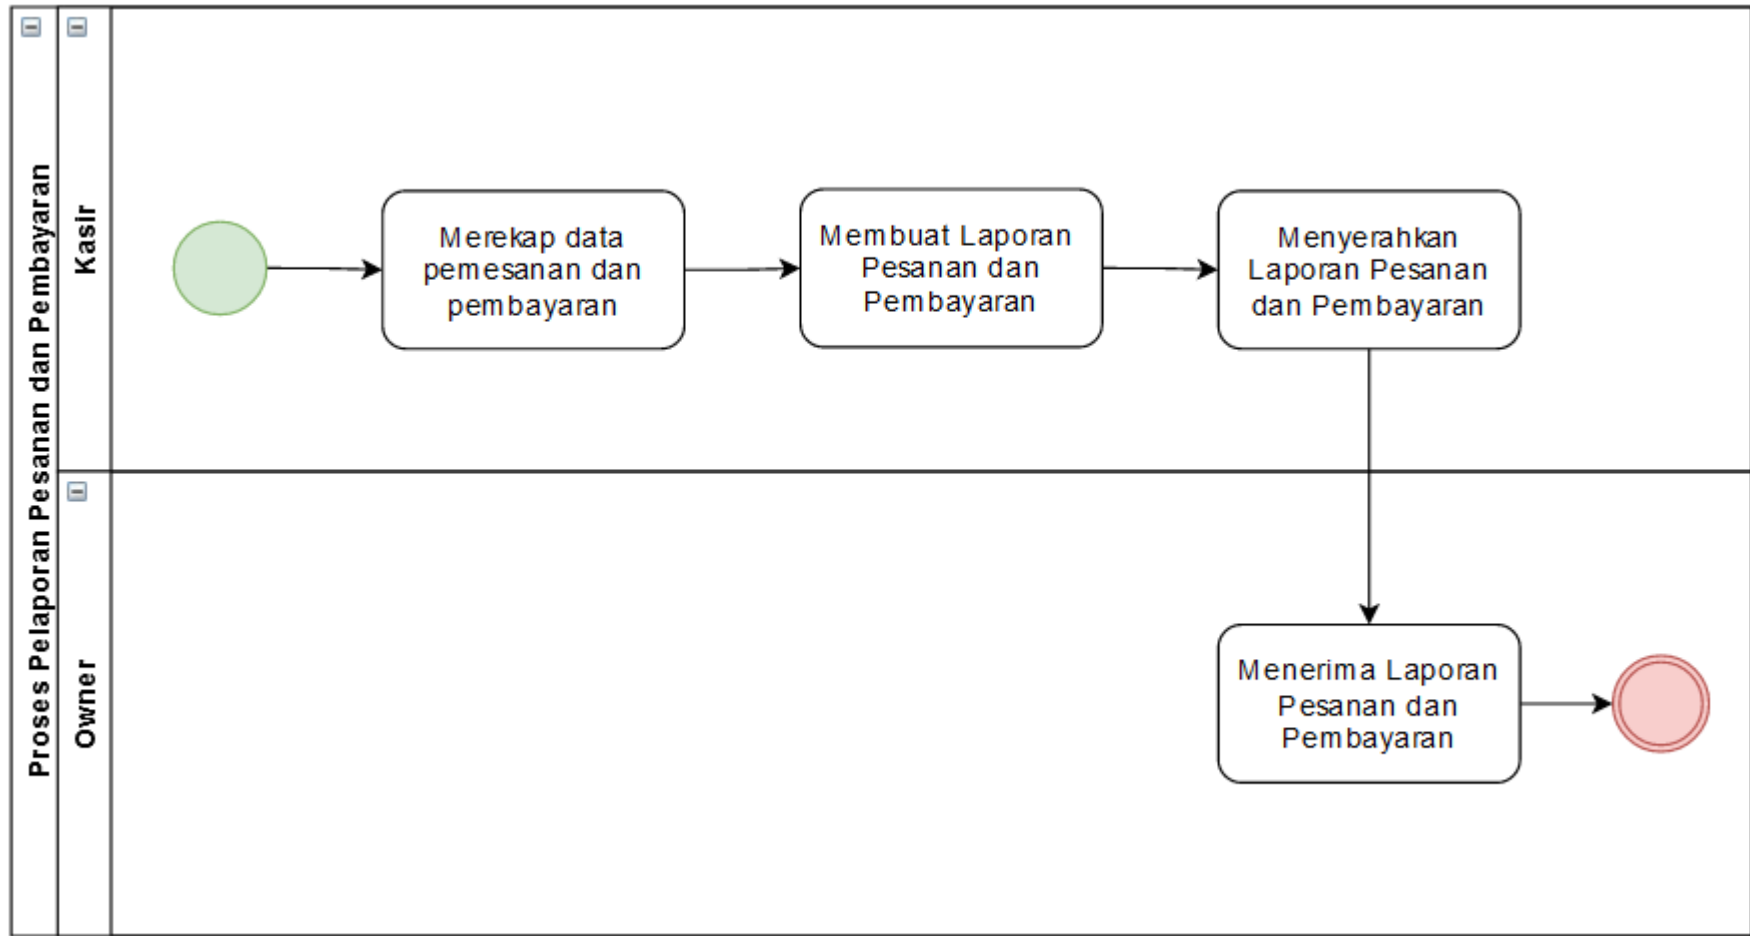 Proses Pelaporan Pesanan dan Pembayaran
Kasir
Merekap data
pemesanan dan
pembayaran
Membuat Laporan
Pesanan dan
Pembayaran
Menyerahkan
Laporan Pesanan
dan Pembayaran
Owner
Menerima Laporan
Pesanan dan
Pembayaran